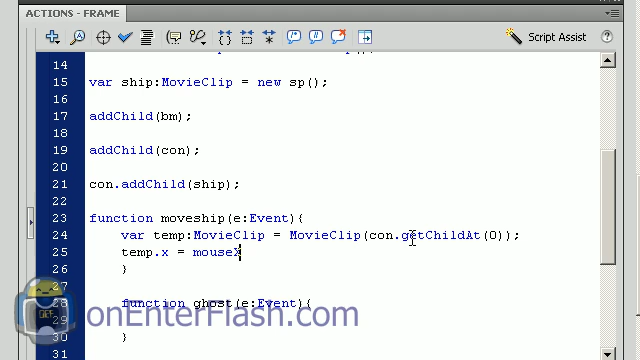 ACTIONS - FRAME
Script Assist
14
15 var ship:MovieClip = new sp();
16
17 addChild(bm);
18
19 addChild(con);
20
21 con.addChild(ship);
22
23 function moveship(e:Event){
24 var temp:MovieClip = MovieClip(con.getChildAt(0));
25 temp.x = mouseX
26 }
27
28 function ghost(e:Event){
onEnterFlash.com
30 }
31